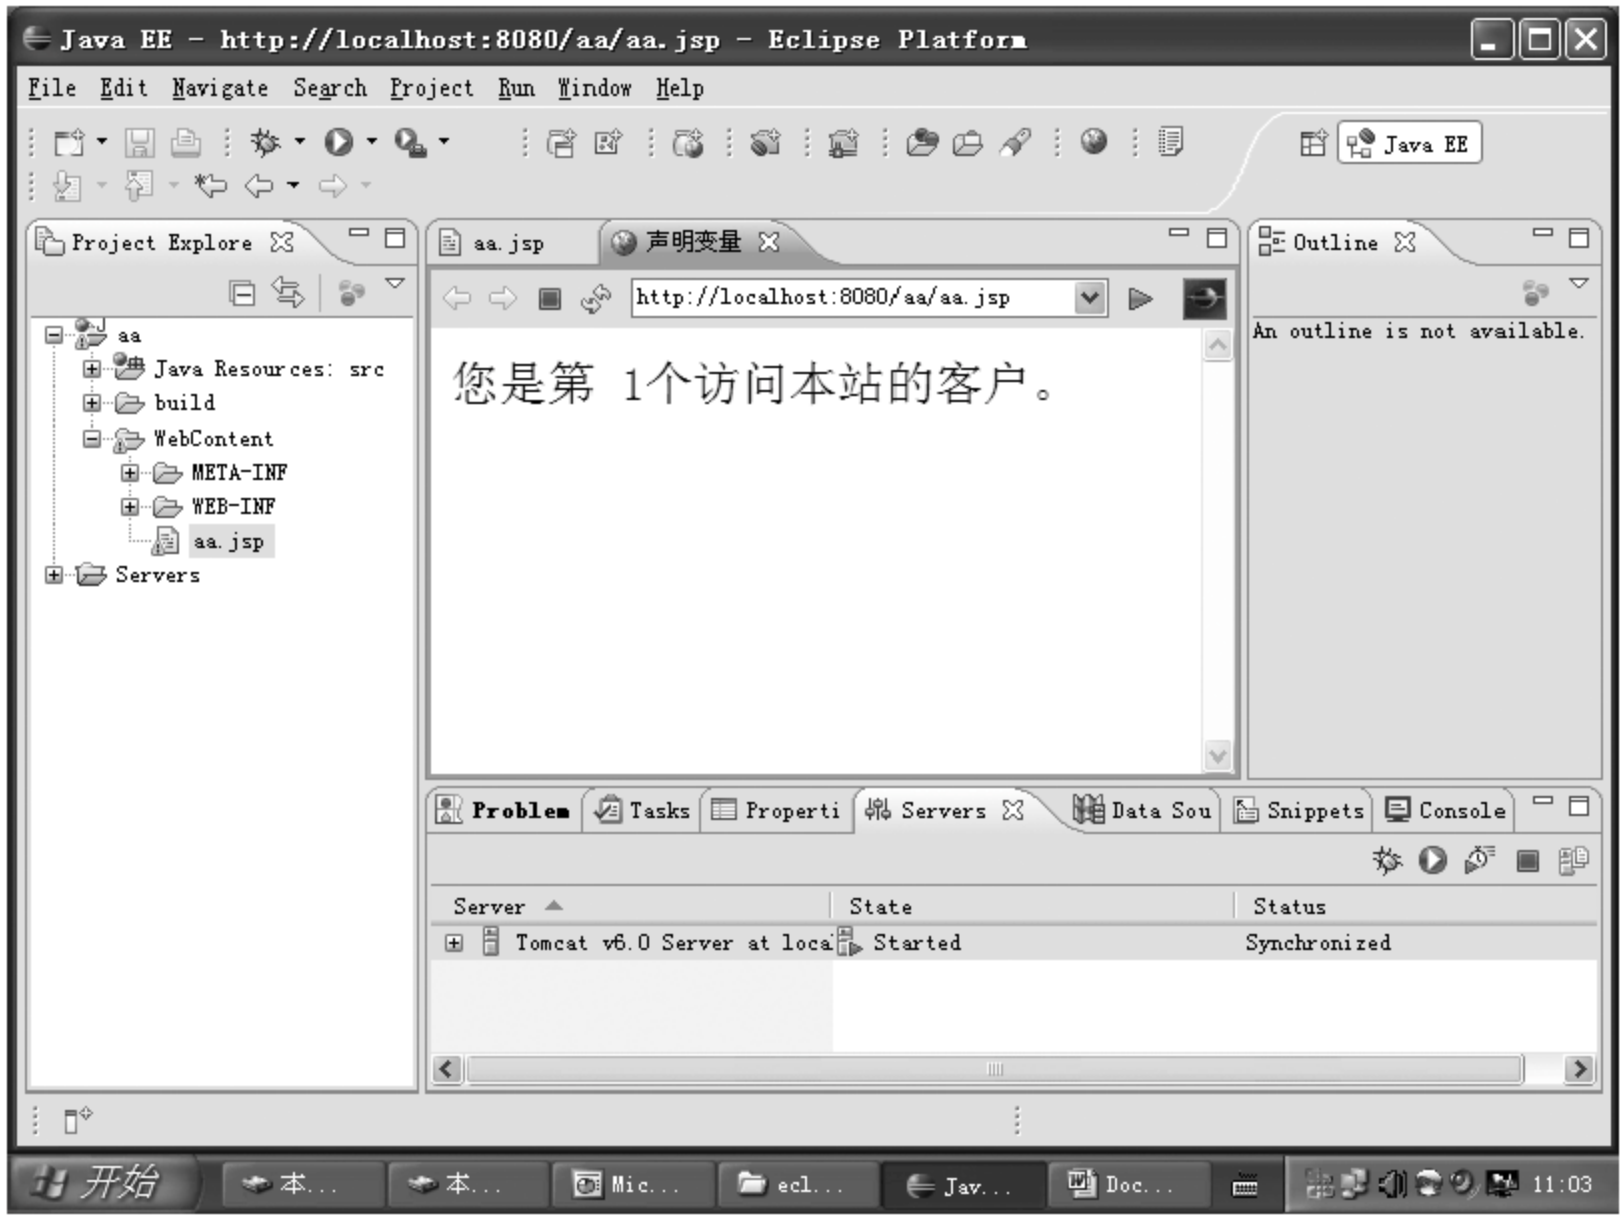 Java EE - http://localhost:8080/aa/aa.jsp - Eclipse Platform
File Edit Navigate Search Project Run Window Help
Java EE
Project Explore
aa.jsp 声明变量
Outline
http://localhost:8080/aa/aa.jsp
An outline is not available.
aa
Java Resources: src
build
WebContent
META-INF
WEB-INF
aa.jsp
Servers
您是第 1个访问本站的客户。
Problem Tasks Properti Servers Data Sou Snippets Console
Server State Status
Tomcat v6.0 Server at loca Started Synchronized
开始 本... 本... Mic... ecl... Jav... Doc... 11:03